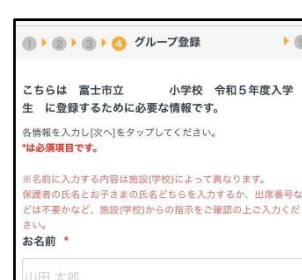 1 2 3 4 グループ登録
こちらは 富士市立 小学校 令和5年度入学
生 に登録するために必要な情報です。
各情報を入力し[次へ]をタップしてください。
*は必須項目です。
※名前に入力する内容は施設(学校)によって異なります。
保護者の氏名とお子さまの氏名どちらを入力するか、出席番号な
どは不要かなど、施設(学校)からの指示をご確認の上ご入力くだ
さい。
お名前 *
山田 太郎